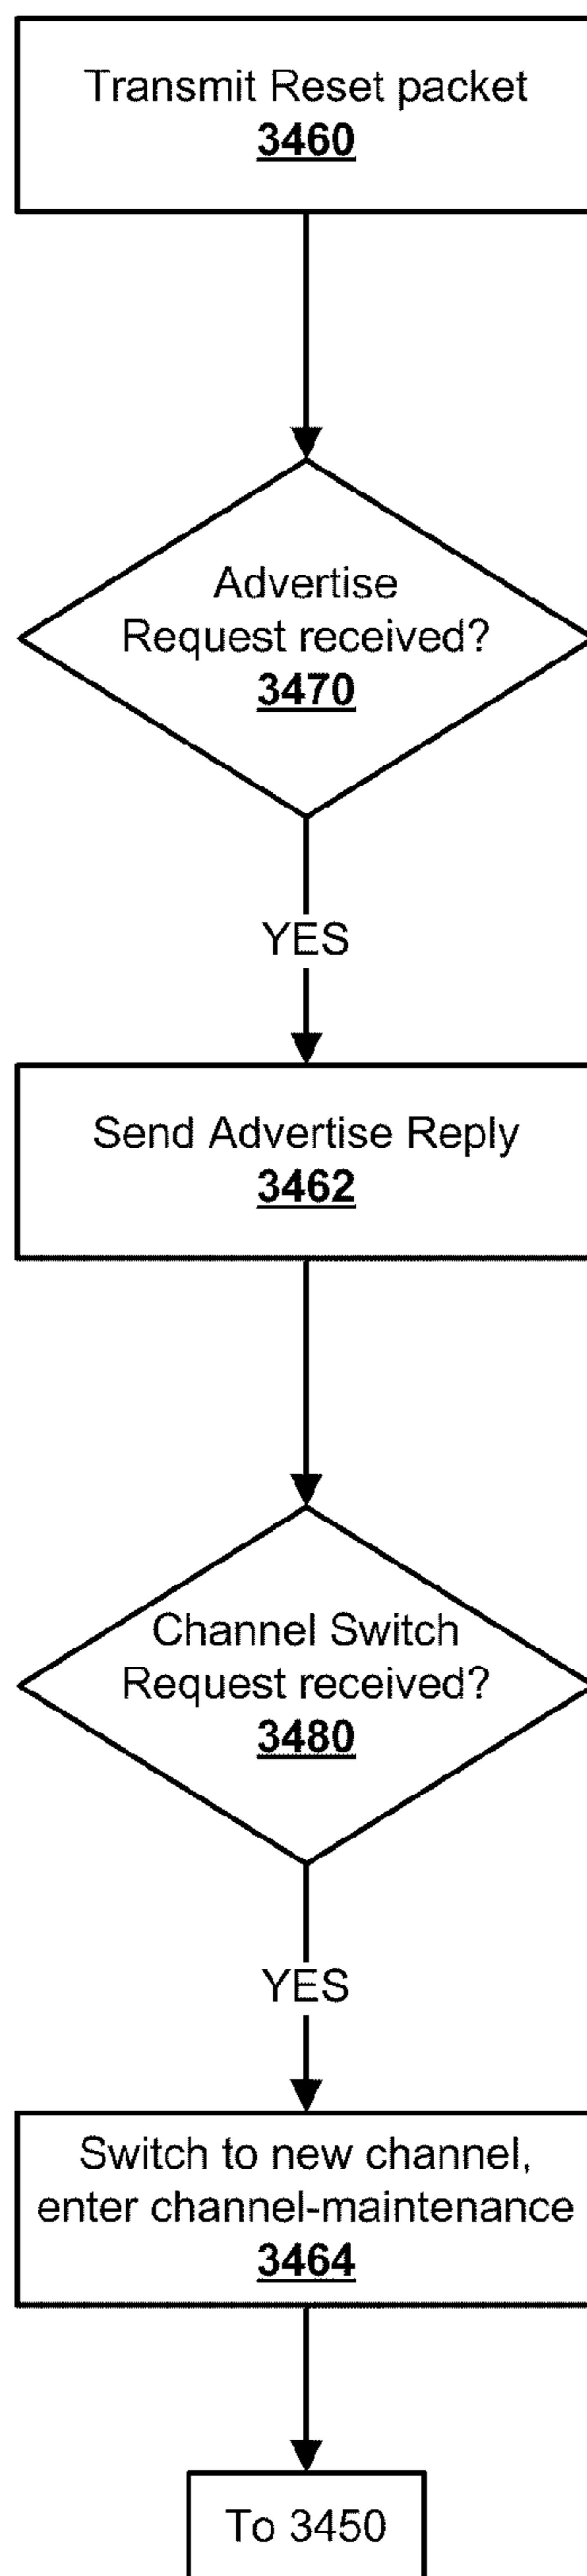 Transmit Reset packet
3460
Advertise
Request received?
3470
YES
Send Advertise Reply
3462
Channel Switch
Request received?
3480
YES
Switch to new channel,
enter channel-maintenance
3464
To 3450